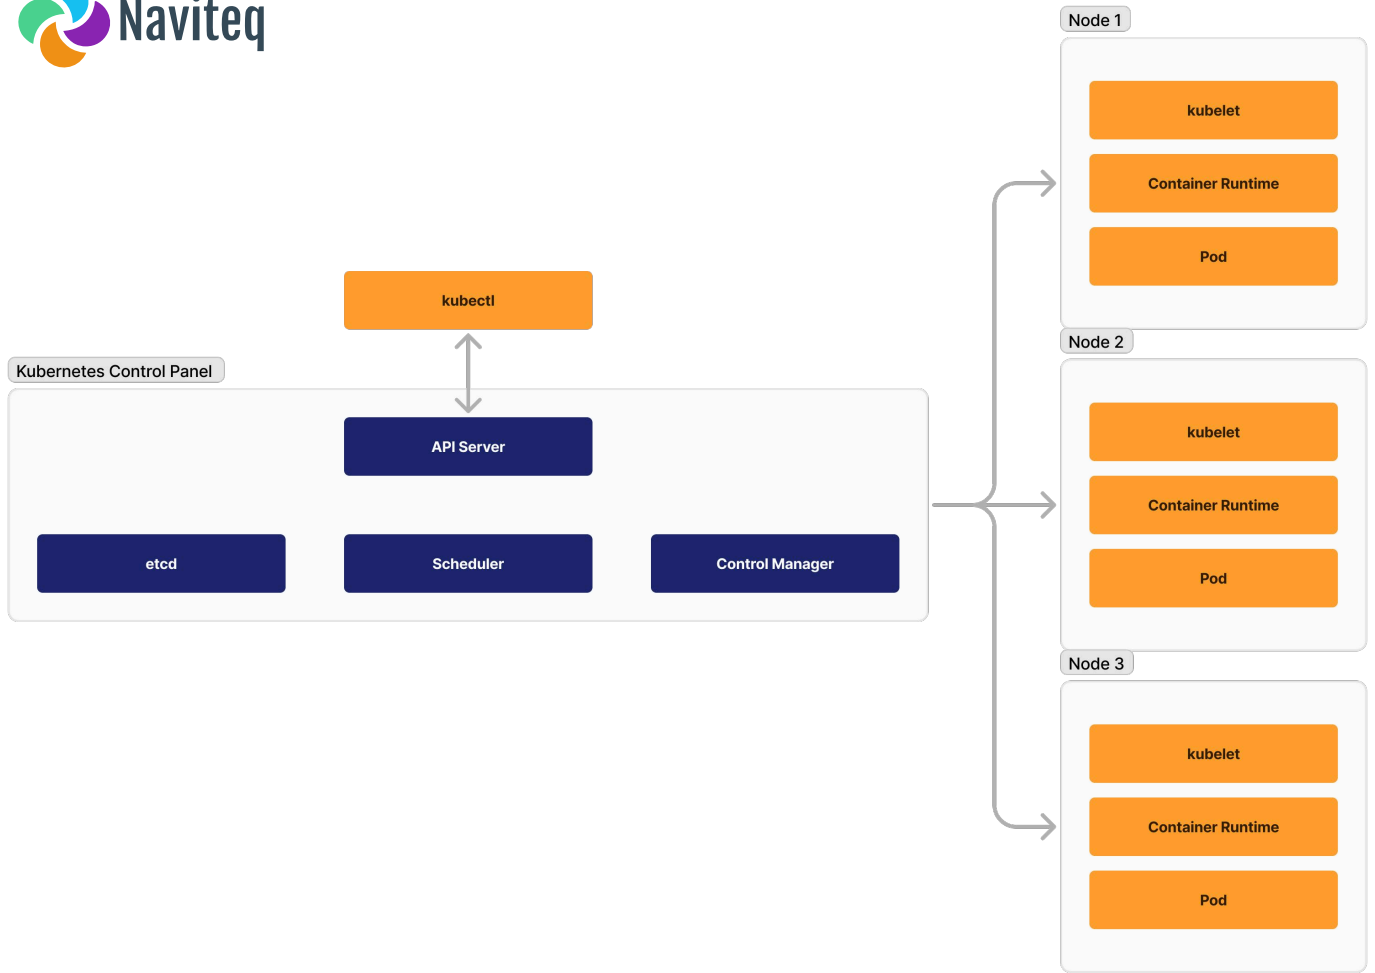 Naviteq
Node 1
kubelet
Container Runtime
Pod
kubectl
Kubernetes Control Panel
API Server
etcd
Scheduler
Control Manager
Node 2
kubelet
Container Runtime
Pod
Node 3
kubelet
Container Runtime
Pod